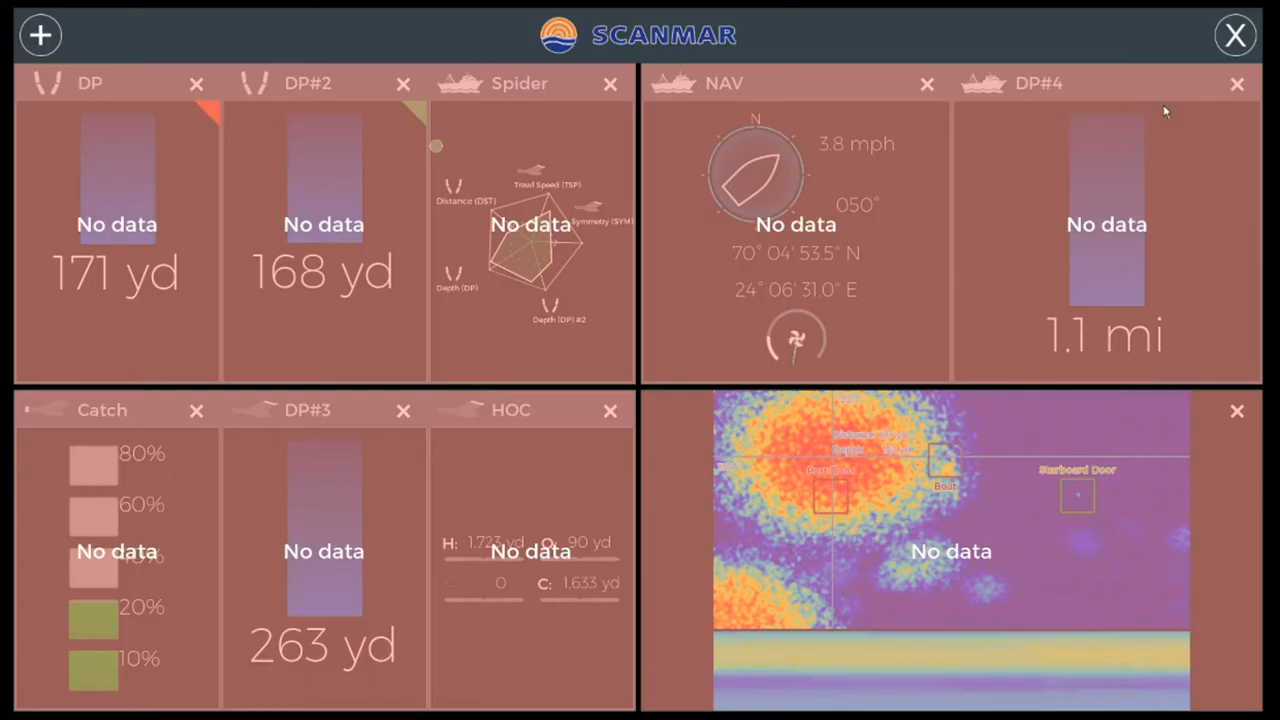 SCANMAR
DP
DP#2
Spider
NAV
DP#4
No data
171 yd
No data
168 yd
Trawl Speed (TSP)
Distance (DST)
Symmetry (SYM)
No data
Depth (DP)
Depth (DP) #2
N
3.8 mph
050°
No data
70° 04' 53.5" N
24° 06' 31.0" E
No data
1.1 mi
Catch
DP#3
HOC
80%
60%
No data
20%
10%
No data
263 yd
H: 1.723 yd
90 yd
No data
0
C: 1.633 yd
Distance:
Depth:
Port Door
Boat
Starboard Door
No data